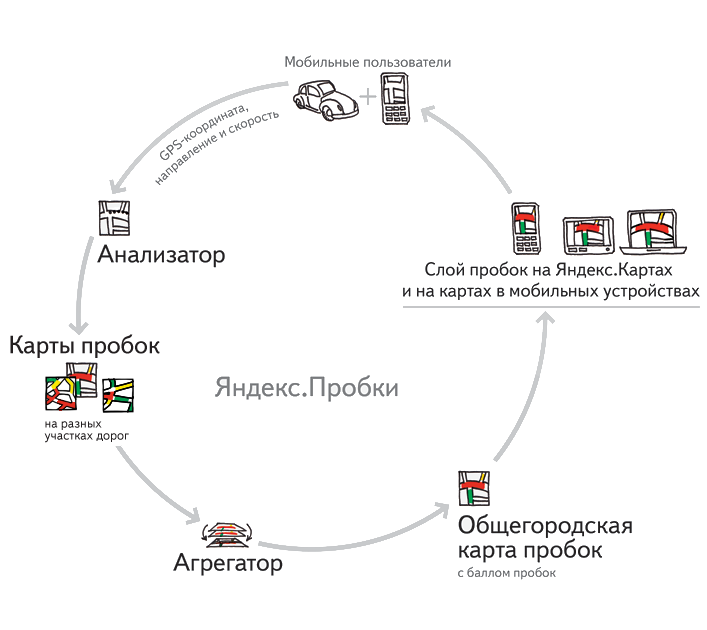 Мобильные пользователи
GPS-координата,
направление и скорость
Анализатор
Слой пробок на Яндекс.Картах
и на картах в мобильных устройствах
Карты пробок
на разных
участках дорог
Яндекс.Пробки
Агрегатор
Общегородская
карта пробок
с баллом пробок